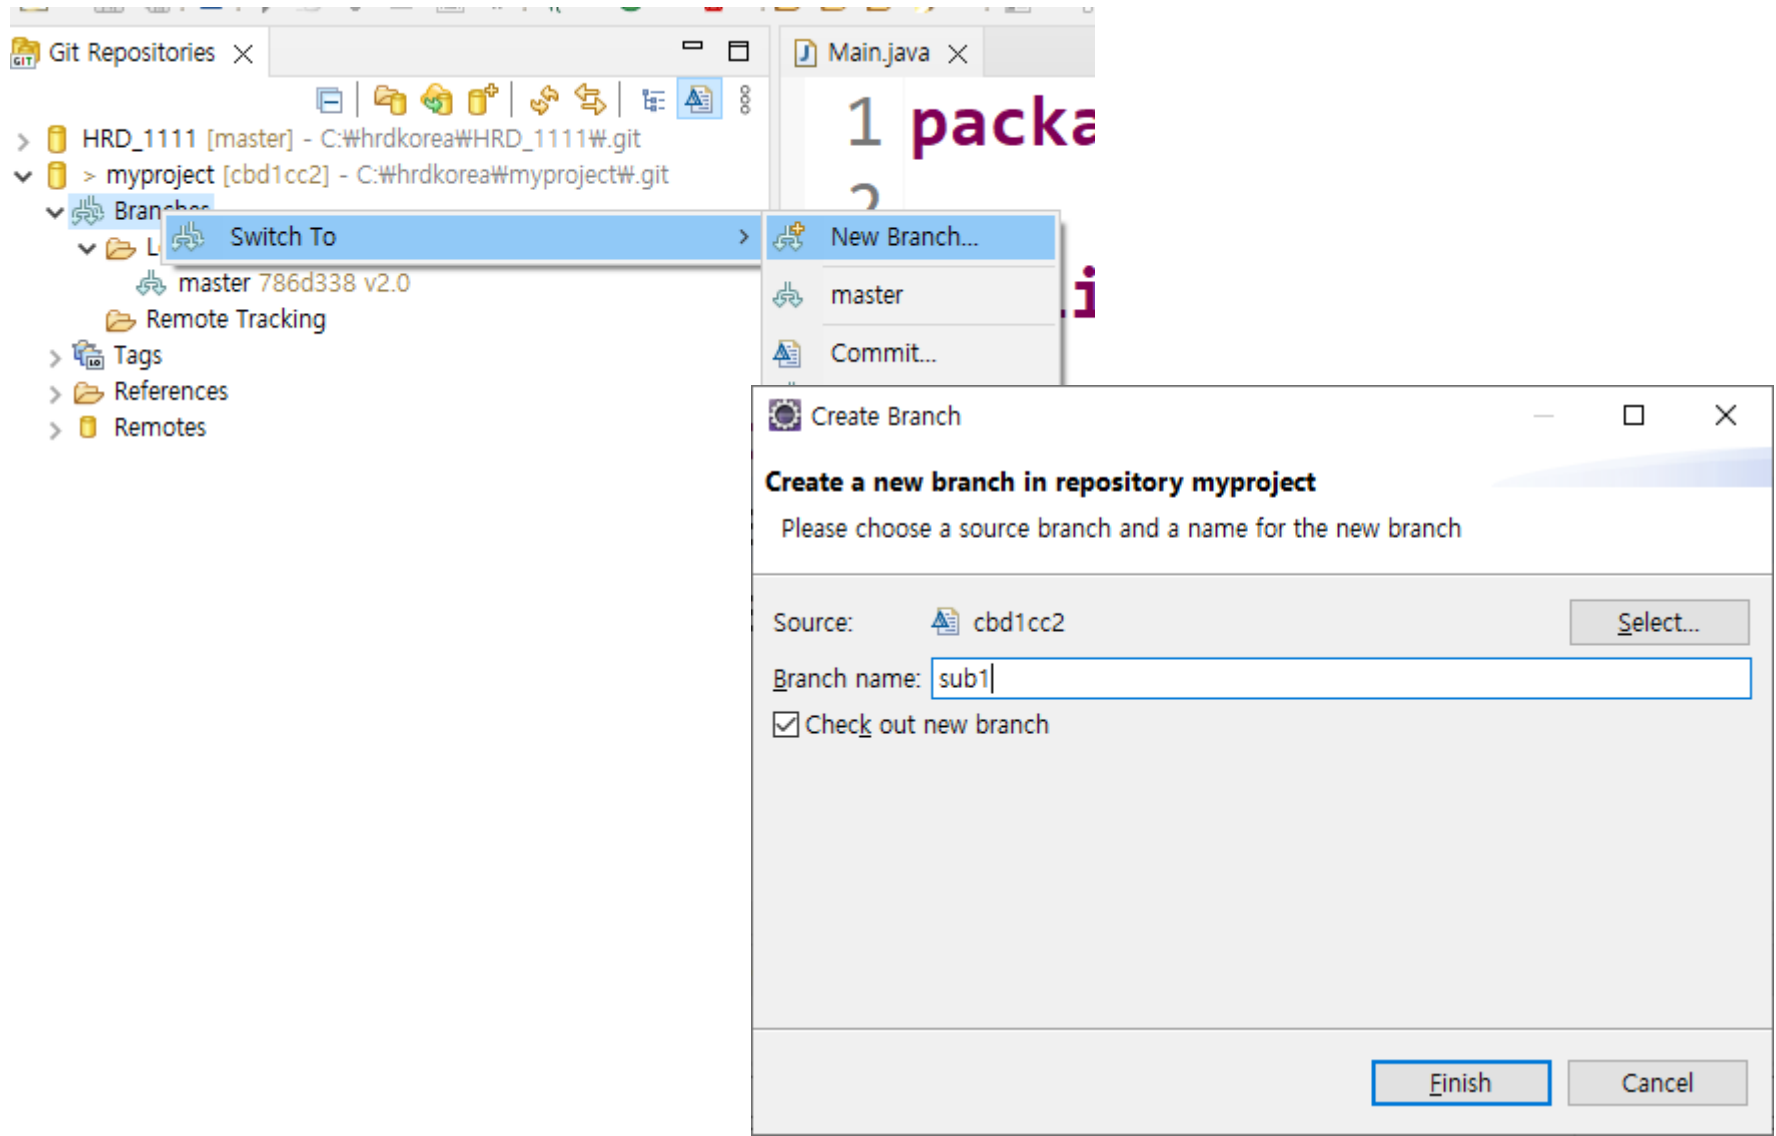 Git Repositories
Main.java
HRD_1111 [master] - C:₩hrdkorea₩HRD_1111₩.git
> myproject [cbd1cc2] - C:₩hrdkorea₩myproject₩.git
Branches
Switch To
New Branch...
master 786d338 v2.0
master
Remote Tracking
Tags
Commit...
References
Remotes
1 packa
2
Create Branch
Create a new branch in repository myproject
Please choose a source branch and a name for the new branch
Source: cbd1cc2 Select...
Branch name: sub1
Check out new branch
Finish Cancel